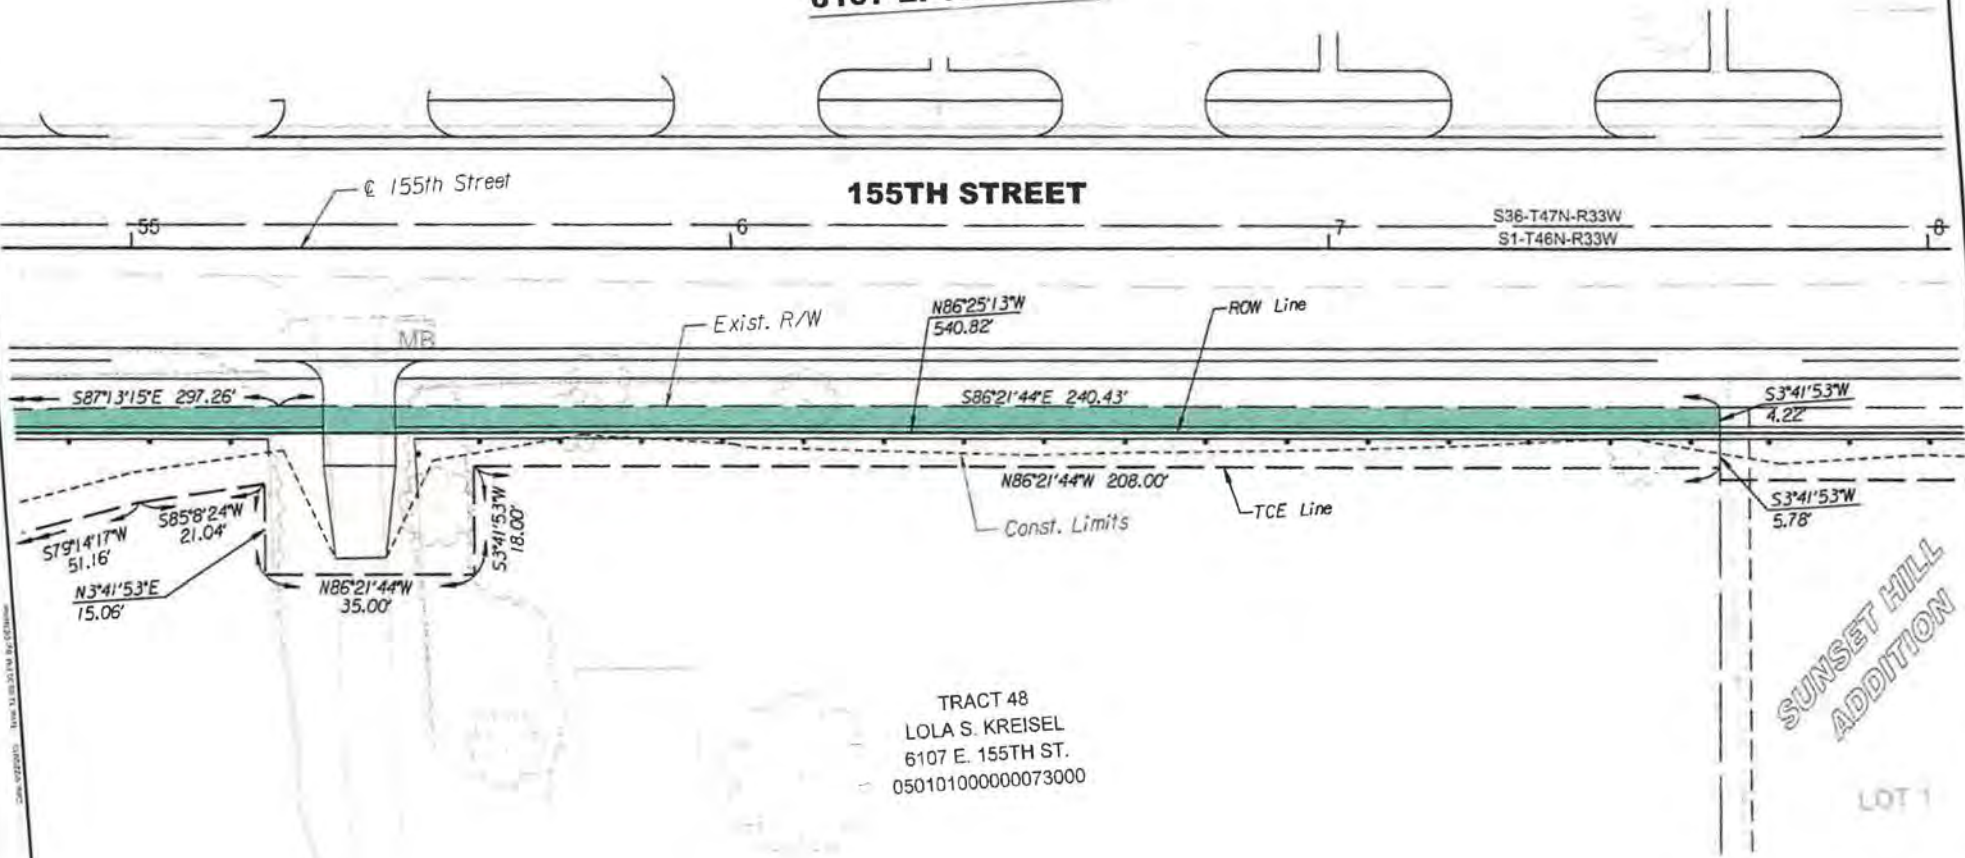 ℄ 155th Street
155TH STREET
55
6
7
8
S36-T47N-R33W
S1-T46N-R33W
MB
Exist. R/W
N86°25'13"W
540.82'
ROW Line
S87°13'15"E 297.26'
S86°21'44"E 240.43'
S3°41'53"W
4.22'
N86°21'44"W 208.00'
TCE Line
Const. Limits
S3°41'53"W
5.78'
S79°14'17"W
51.16'
S85°8'24"W
21.04'
N3°41'53"E
15.06'
N86°21'44"W
35.00'
S3°41'53"W
18.00'
TRACT 48
LOLA S. KREISEL
6107 E. 155TH ST.
050101000000073000
SUNSET HILL
ADDITION
LOT 1